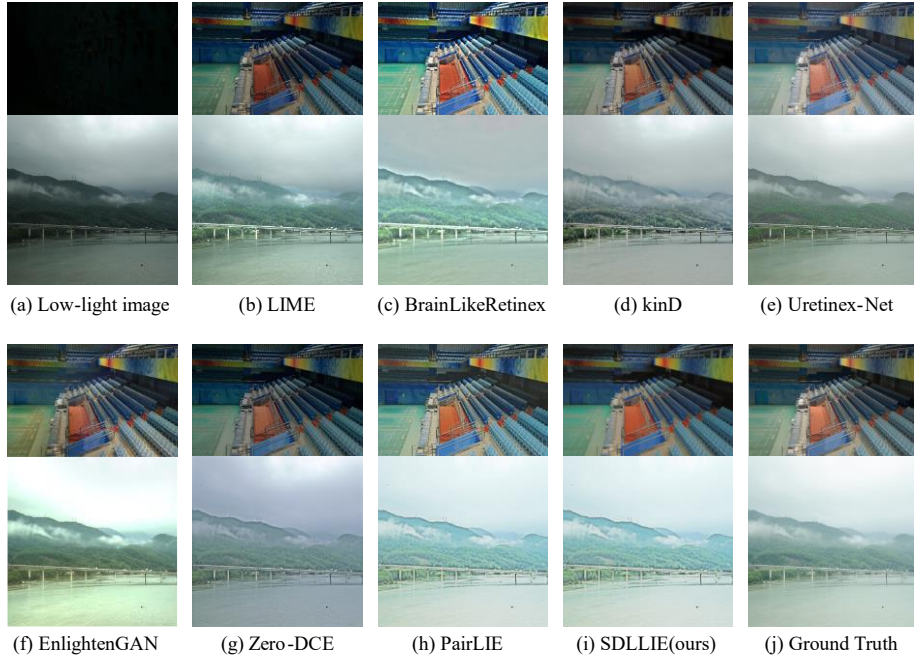 (a) Low-light image
(b) LIME
(c) BrainLikeRetinex
(d) kinD
(e) Uretinex-Net
(f) EnlightenGAN
(g) Zero-DCE
(h) PairLIE
(i) SDLLIE(ours)
(j) Ground Truth